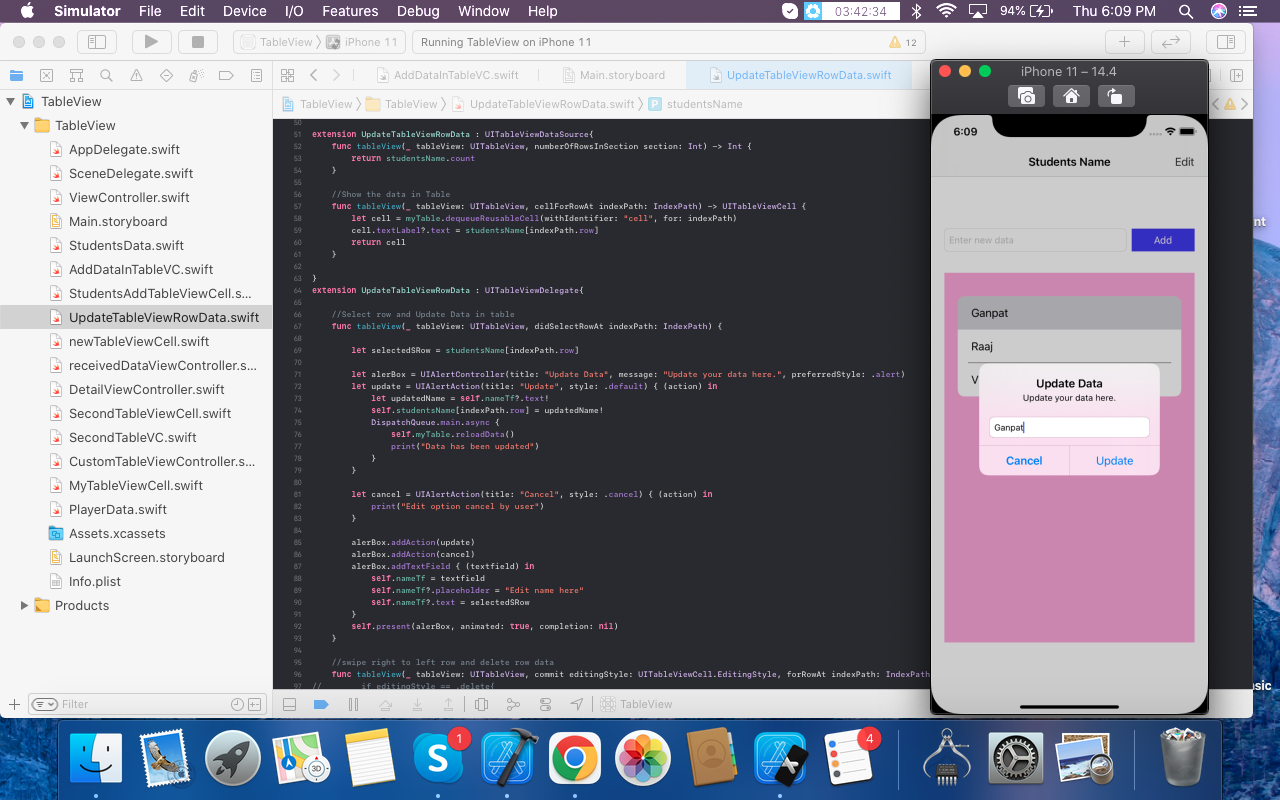 Simulator File Edit Device I/O Features Debug Window Help 03:42:34 94% Thu 6:09 PM
TableView iPhone 11 Running TableView on iPhone 11 12
AddDataInTableVC.swift Main.storyboard UpdateTableViewRowData.swift
TableView TableView UpdateTableViewRowData.swift P studentsName
TableView
TableView
AppDelegate.swift
SceneDelegate.swift
ViewController.swift
Main.storyboard
StudentsData.swift
AddDataInTableVC.swift
StudentsAddTableViewCell.s...
UpdateTableViewRowData.swift
newTableViewCell.swift
receivedDataViewController.s...
DetailViewController.swift
SecondTableViewCell.swift
SecondTableVC.swift
CustomTableViewController.s...
MyTableViewCell.swift
PlayerData.swift
Assets.xcassets
LaunchScreen.storyboard
Info.plist
Products
Filter
50
51 extension UpdateTableViewRowData : UITableViewDataSource{
52 func tableView(_ tableView: UITableView, numberOfRowsInSection section: Int) -> Int {
53 return studentsName.count
54 }
55
56 //Show the data in Table
57 func tableView(_ tableView: UITableView, cellForRowAt indexPath: IndexPath) -> UITableViewCell {
58 let cell = myTable.dequeueReusableCell(withIdentifier: "cell", for: indexPath)
59 cell.textLabel?.text = studentsName[indexPath.row]
60 return cell
61 }
62
63 }
64 extension UpdateTableViewRowData : UITableViewDelegate{
65
66 //Select row and Update Data in table
67 func tableView(_ tableView: UITableView, didSelectRowAt indexPath: IndexPath) {
68
69 let selectedSRow = studentsName[indexPath.row]
70
71 let alerBox = UIAlertController(title: "Update Data", message: "Update your data here.", preferredStyle: .alert)
72 let update = UIAlertAction(title: "Update", style: .default) { (action) in
73 let updatedName = self.nameTf?.text!
74 self.studentsName[indexPath.row] = updatedName!
75 DispatchQueue.main.async {
76 self.myTable.reloadData()
77 print("Data has been updated")
78 }
79 }
80
81 let cancel = UIAlertAction(title: "Cancel", style: .cancel) { (action) in
82 print("Edit option cancel by user")
83 }
84
85 alerBox.addAction(update)
86 alerBox.addAction(cancel)
87 alerBox.addTextField { (textfield) in
88 self.nameTf = textfield
89 self.nameTf?.placeholder = "Edit name here"
90 self.nameTf?.text = selectedSRow
91 }
92 self.present(alerBox, animated: true, completion: nil)
93 }
94
95 //swipe right to left row and delete row data
96 func tableView(_ tableView: UITableView, commit editingStyle: UITableViewCell.EditingStyle, forRowAt indexPath: IndexPath
97 // if editingStyle == .delete{
TableView
iPhone 11 – 14.4
6:09
Students Name Edit
Enter new data Add
Ganpat
Raaj
V
Update Data
Update your data here.
Ganpat
Cancel Update
nt
sic
1
3D
4